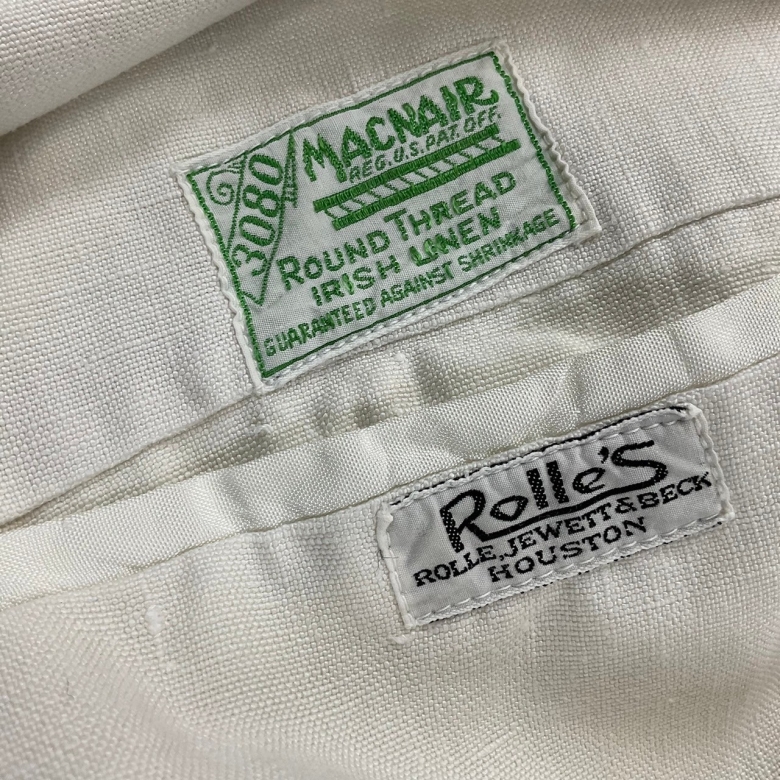 3080
MACNAIR
REG. U.S. PAT. OFF.
ROUND THREAD
IRISH LINEN
GUARANTEED AGAINST SHRINKAGE
Rolle's
ROLLE, JEWETT & BECK
HOUSTON